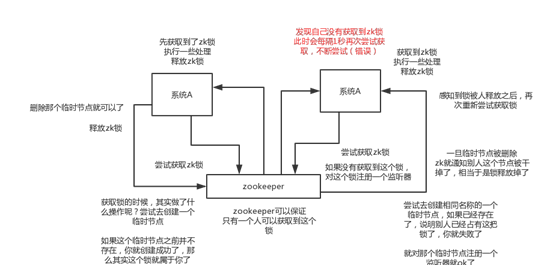 先获取到了zk锁
执行一些处理
释放zk锁
发现自己没有获取到zk锁
此时会每隔1秒再次尝试获
取，不断尝试（错误）
获取到zk锁
执行一些处理
释放zk锁
系统A
系统A
删除那个临时节点就可以了
释放zk锁
感知到锁被人释放之后，再
次重新尝试获取锁
尝试获取zk锁
尝试获取zk锁
如果没有获取到这个锁，
对这个锁注册一个监听器
一旦临时节点被删除
zk就通知别人这个节点被干
掉了，相当于是锁释放掉了
zookeeper
获取锁的时候，其实做了什
么操作呢？尝试去创建一个
临时节点
如果这个临时节点之前并不
存在，你就创建成功了，那
么其实这个锁就属于你了
zookeeper可以保证
只有一个人可以获取到这个
锁
尝试去创建相同名称的一个
临时节点，如果已经存在
了，说明别人已经占有这把
锁了，你就失败了
就对那个临时节点注册一个
监听器就ok了